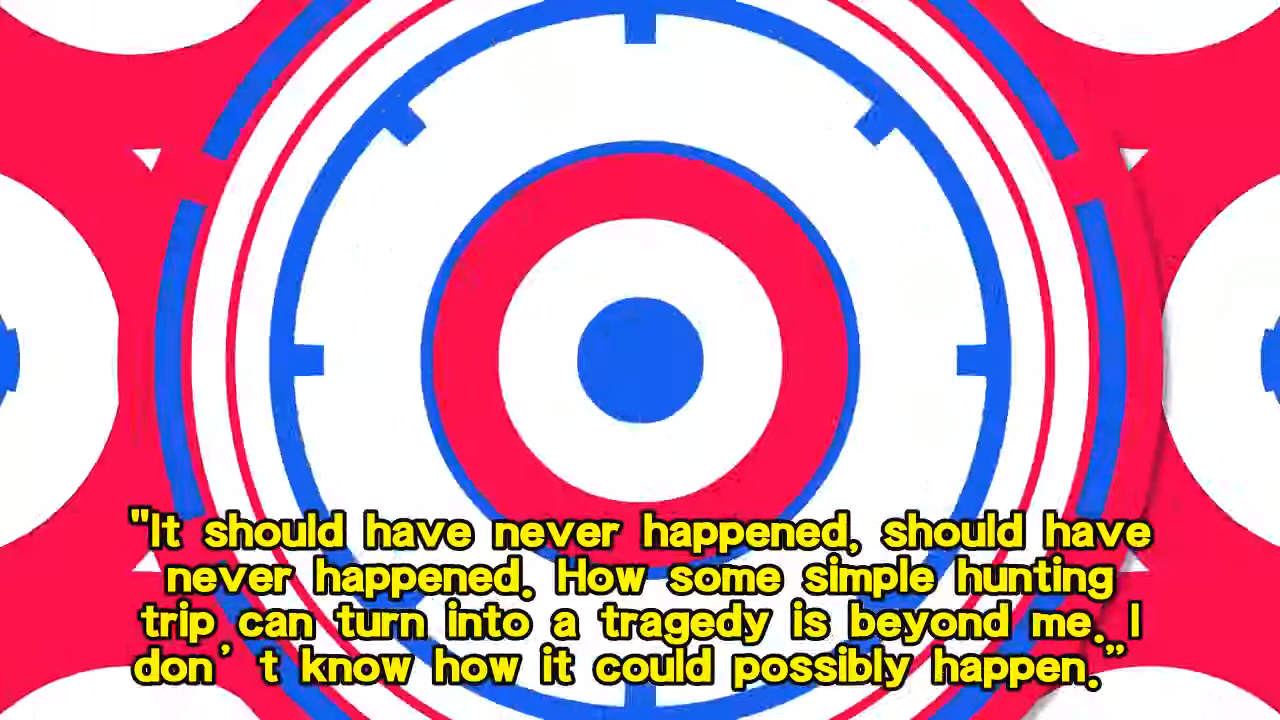 "It should have never happened, should have
never happened. How some simple hunting
trip can turn into a tragedy is beyond me. I
don’t know how it could possibly happen.”